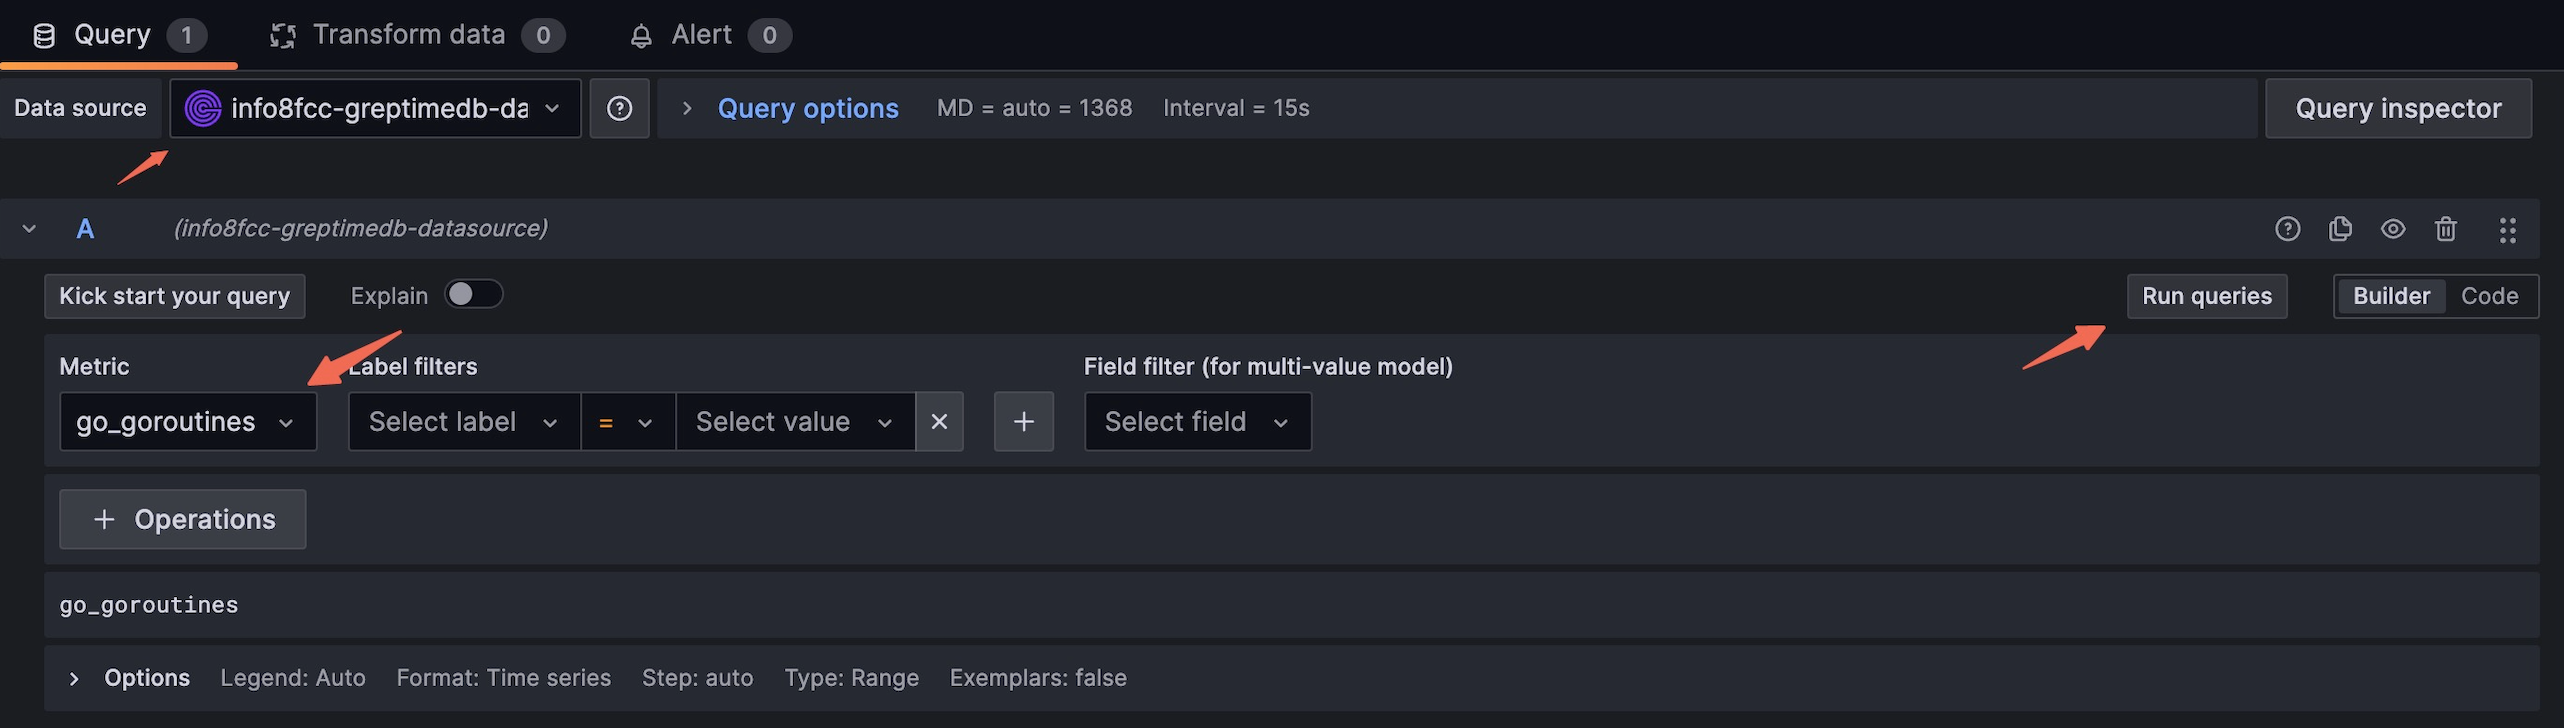 Query 1 Transform data 0 Alert 0
Data source info8fcc-greptimedb-da Query options MD = auto = 1368 Interval = 15s Query inspector
A (info8fcc-greptimedb-datasource)
Kick start your query Explain Run queries Builder Code
Metric Label filters Field filter (for multi-value model)
go_goroutines Select label = Select value Select field
+ Operations
go_goroutines
Options Legend: Auto Format: Time series Step: auto Type: Range Exemplars: false